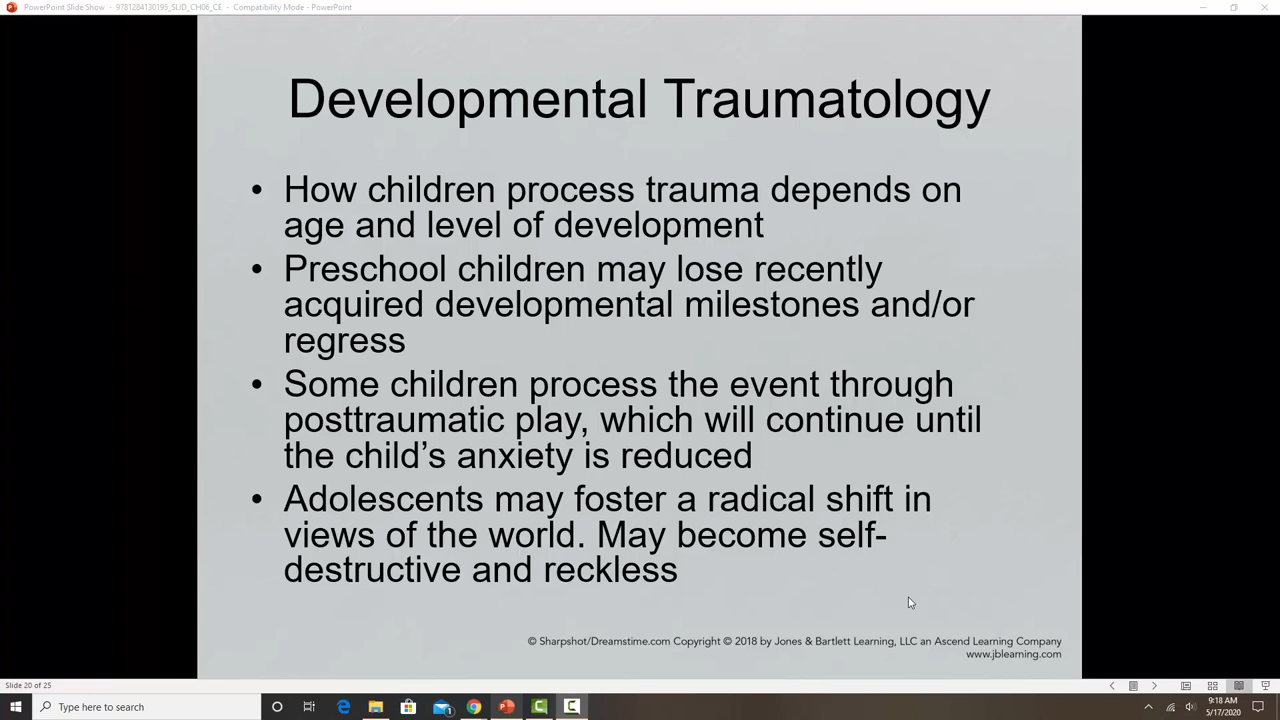 PowerPoint Slide Show - 9781284130195_SLID_CH06_CE - Compatibility Mode - PowerPoint
Developmental Traumatology
• How children process trauma depends on
age and level of development
• Preschool children may lose recently
acquired developmental milestones and/or
regress
• Some children process the event through
posttraumatic play, which will continue until
the child's anxiety is reduced
• Adolescents may foster a radical shift in
views of the world. May become self-
destructive and reckless
© Sharpshot/Dreamstime.com Copyright © 2018 by Jones & Bartlett Learning, LLC an Ascend Learning Company
www.jblearning.com
Slide 20 of 25
Type here to search
9:18 AM
5/17/2020